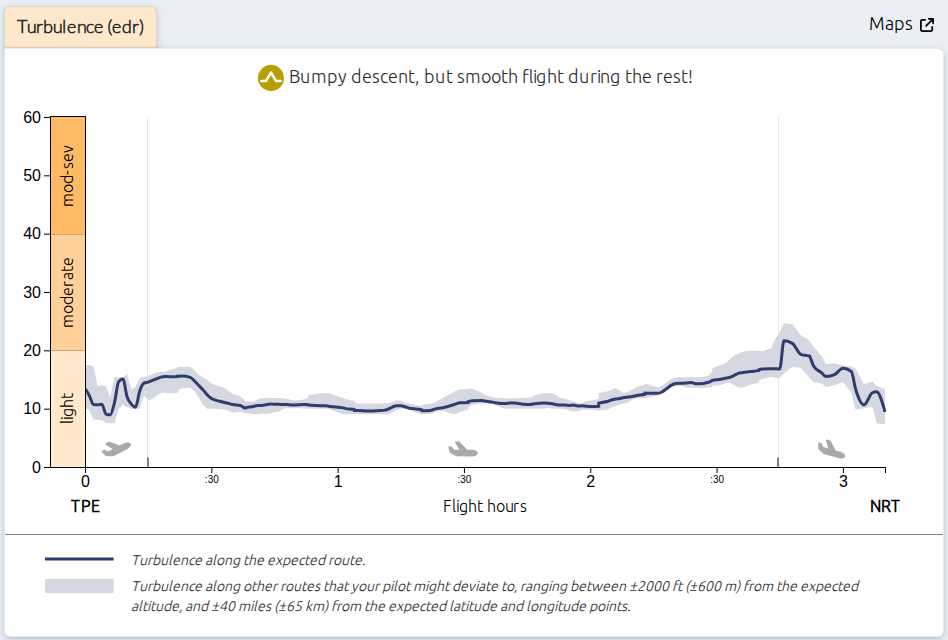 Turbulence (edr)
Maps
Bumpy descent, but smooth flight during the rest!
60
50
40
30
20
10
0
mod-sev
moderate
light
0
:30
1
:30
2
:30
3
TPE
Flight hours
NRT
Turbulence along the expected route.
Turbulence along other routes that your pilot might deviate to, ranging between ±2000 ft (±600 m) from the expected
altitude, and ±40 miles (±65 km) from the expected latitude and longitude points.